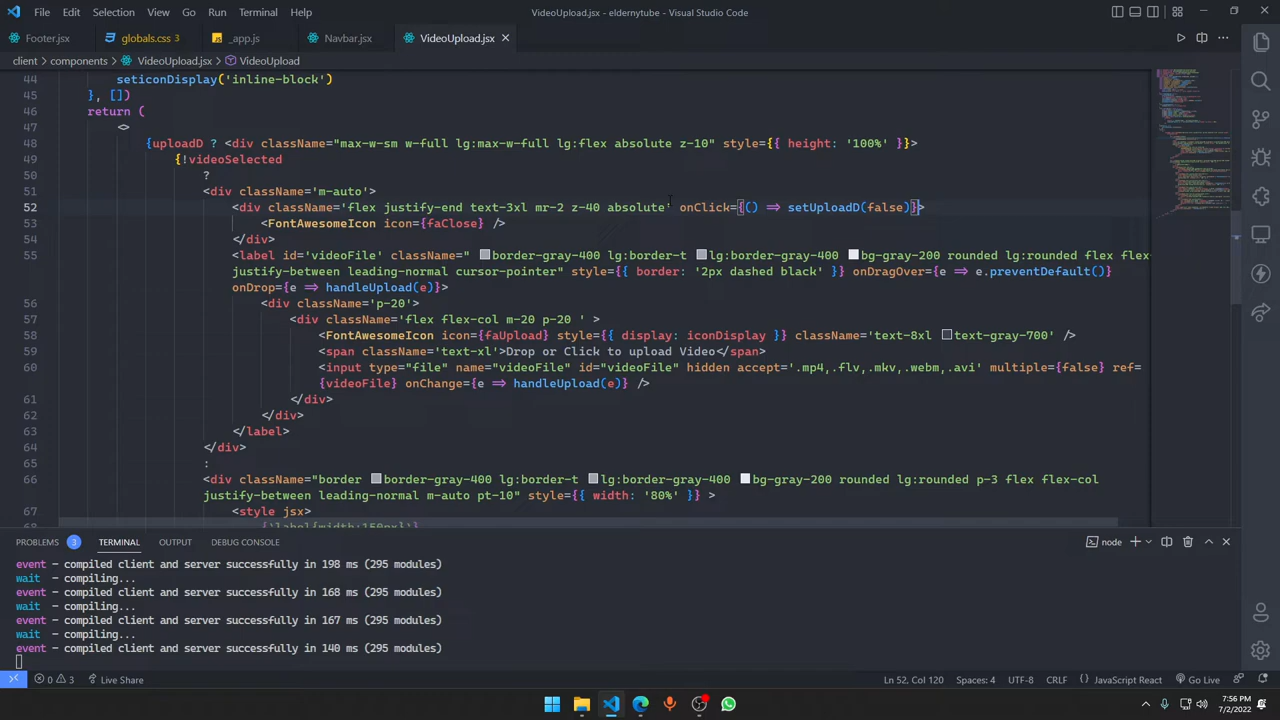 File Edit Selection View Go Run Terminal Help
VideoUpload.jsx - eldernytube - Visual Studio Code
Footer.jsx
globals.css 3
_app.js
Navbar.jsx
VideoUpload.jsx
client > components > VideoUpload.jsx > VideoUpload
44 seticonDisplay('inline-block')
45 }, [])
46 return (
47 <>
48 {uploadD ? <div className="max-w-sm w-full lg:max-w-full lg:flex absolute z-10" style={{ height: '100%' }}>
49 {!videoSelected
50 ?
51 <div className='m-auto'>
52 <div className='flex justify-end mr-2 w-40 absolute' onClick={() => setUploadD(false)}>
53 <FontAwesomeIcon icon={faClose} />
54 </div>
55 <label id='videoFile' className=" border-gray-400 lg:border-t lg:border-gray-400 bg-gray-200 rounded lg:rounded flex flex-
justify-between leading-normal cursor-pointer" style={{ border: '2px dashed black' }} onDragOver={e => e.preventDefault()}
onDrop={e => handleUpload(e)}>
56 <div className='p-20'>
57 <div className='flex flex-col m-20 p-20 ' >
58 <FontAwesomeIcon icon={faUpload} style={{ display: iconDisplay }} className='text-8xl text-gray-700' />
59 <span className='text-xl'>Drop or Click to upload Video</span>
60 <input type="file" name="videoFile" id="videoFile" hidden accept='.mp4,.flv,.mkv,.webm,.avi' multiple={false} ref=
{videoFile} onChange={e => handleUpload(e)} />
61 </div>
62 </div>
63 </label>
64 </div>
65 :
66 <div className="border border-gray-400 lg:border-t lg:border-gray-400 bg-gray-200 rounded lg:rounded p-3 flex flex-col
justify-between leading-normal m-auto pt-10" style={{ width: '80%' }} >
67 <style jsx>
68 {`label{width:150px}`}
PROBLEMS 3 TERMINAL OUTPUT DEBUG CONSOLE
node
event - compiled client and server successfully in 198 ms (295 modules)
wait - compiling...
event - compiled client and server successfully in 168 ms (295 modules)
wait - compiling...
event - compiled client and server successfully in 167 ms (295 modules)
wait - compiling...
event - compiled client and server successfully in 140 ms (295 modules)
0 3 Live Share
Ln 52, Col 120 Spaces: 4 UTF-8 CRLF JavaScript React Go Live
7:56 PM
7/2/2022